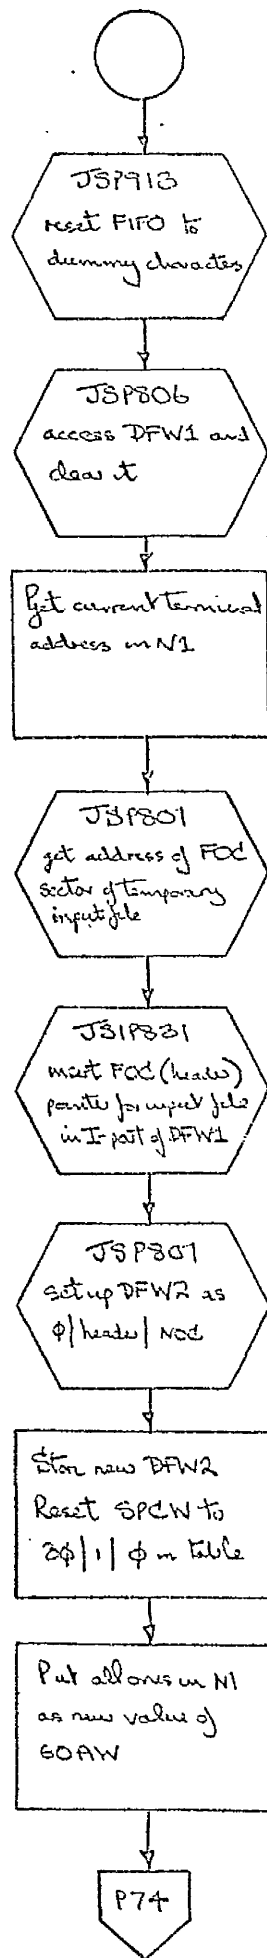 JSP913
reset FIFO to
dummy character
JSP806
access DFW1 and
clear it
Get current terminal
address in N1
JSP801
get address of FOC
sector of temporary
input file
JSP831
insert FOC (header)
pointer for input file
in I-part of DFW1
JSP807
set up DFW2 as
φ|header| NOC
Store new DFW2
Reset SPCW to
3φ|1|φ in table
Put all ones in N1
as new value of
GOAW
P74